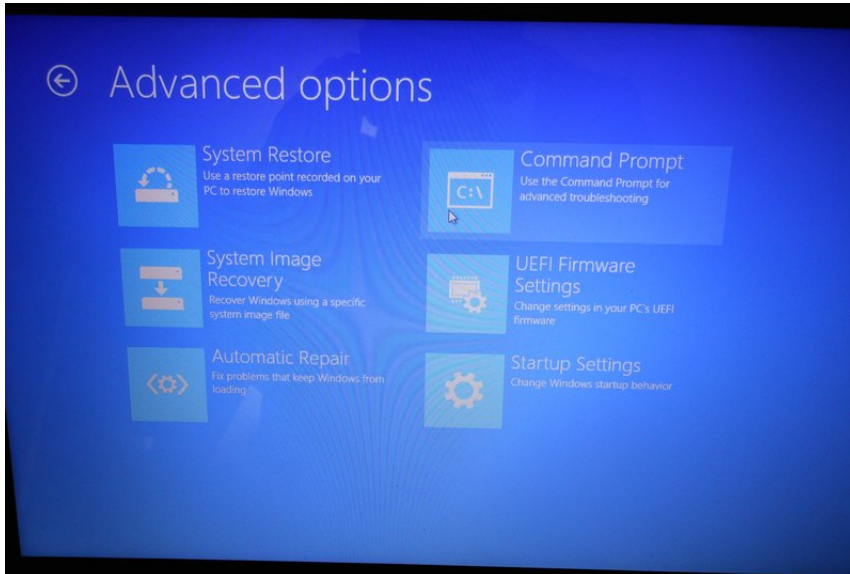 Advanced options
System Restore
Use a restore point recorded on your
PC to restore Windows
Command Prompt
Use the Command Prompt for
advanced troubleshooting
C:\
System Image
Recovery
Recover Windows using a specific
system image file
UEFI Firmware
Settings
Change settings in your PC's UEFI
firmware
Automatic Repair
Fix problems that keep Windows from
loading
Startup Settings
Change Windows startup behavior